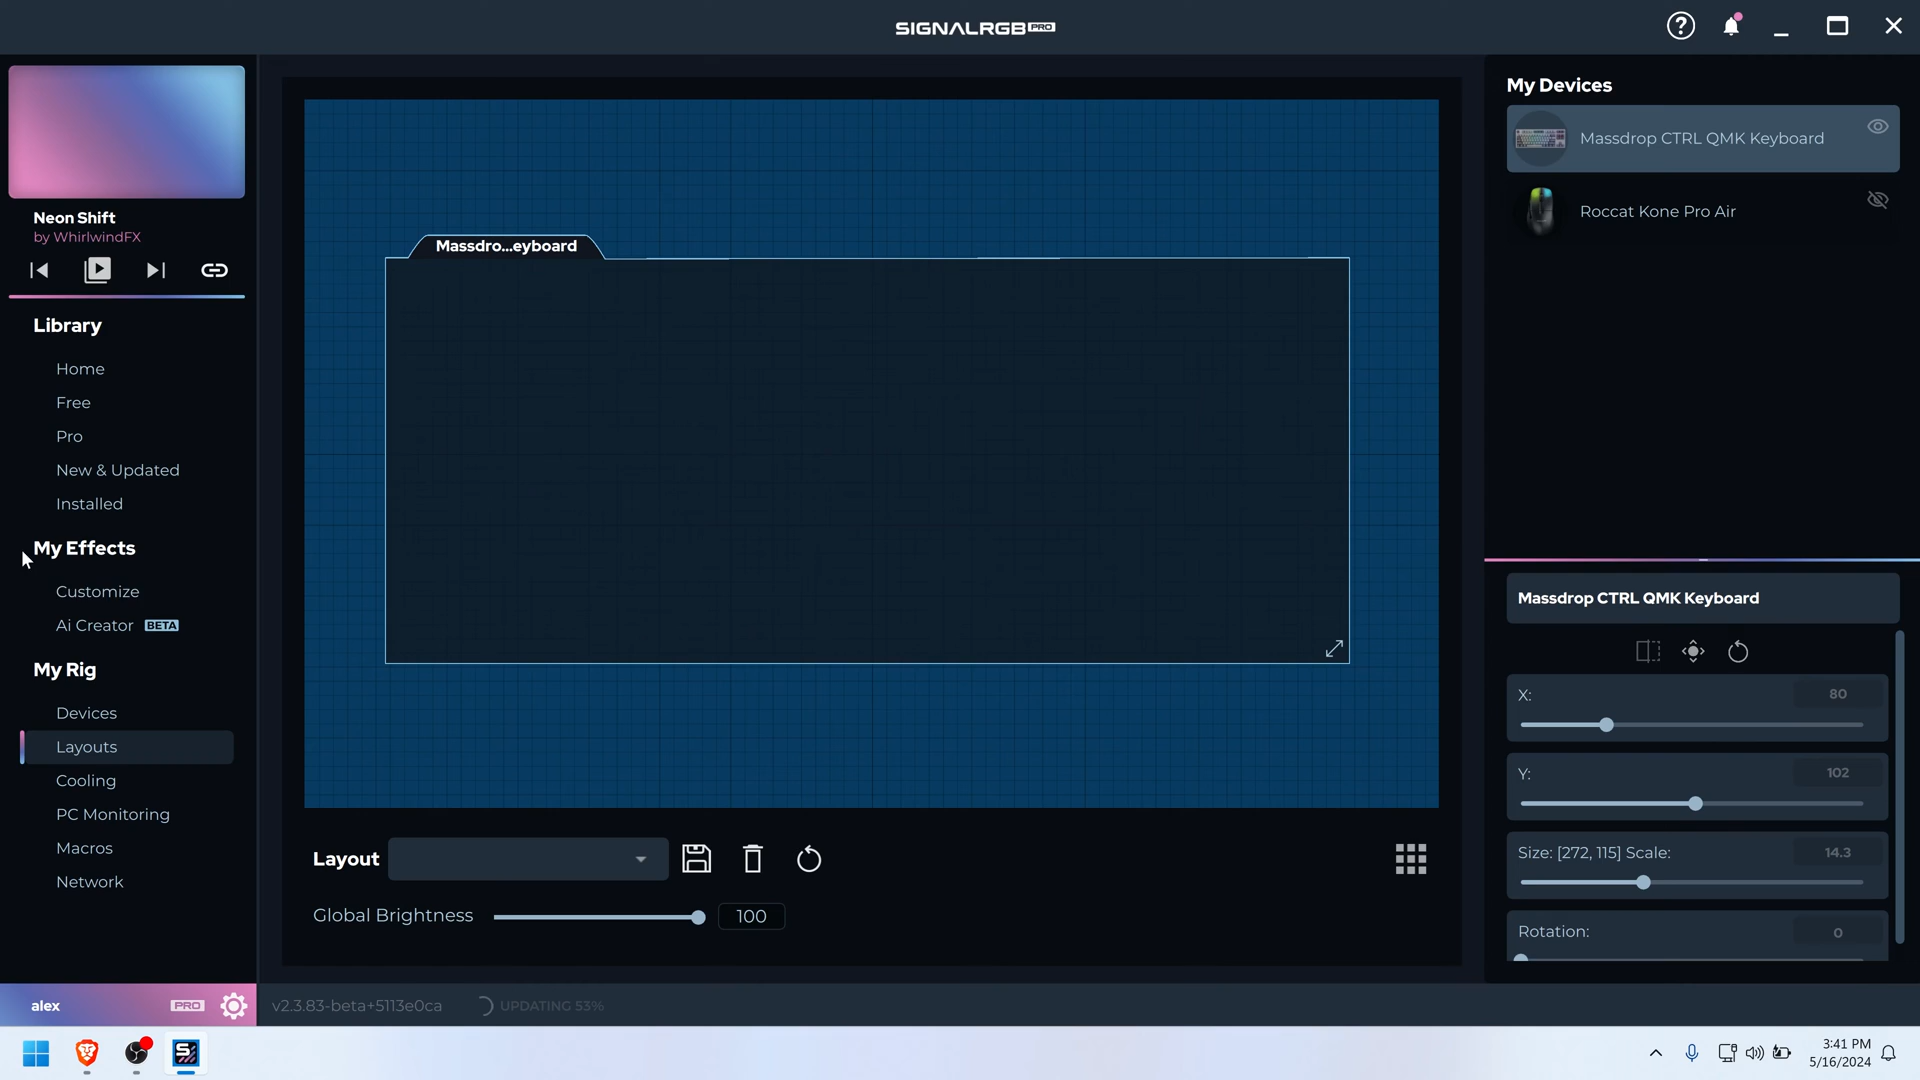 SIGNALRGB PRO
Neon Shift
by WhirlwindFX
Library
Home
Free
Pro
New & Updated
Installed
My Effects
Customize
Ai Creator BETA
My Rig
Devices
Layouts
Cooling
PC Monitoring
Macros
Network
alex PRO
Massdro...eyboard
Layout
Global Brightness 100
v2.3.83-beta+5113e0ca UPDATING 53%
My Devices
Massdrop CTRL QMK Keyboard
Roccat Kone Pro Air
Massdrop CTRL QMK Keyboard
X: 80
Y: 102
Size: [272, 115] Scale: 14.3
Rotation: 0
3:41 PM
5/16/2024